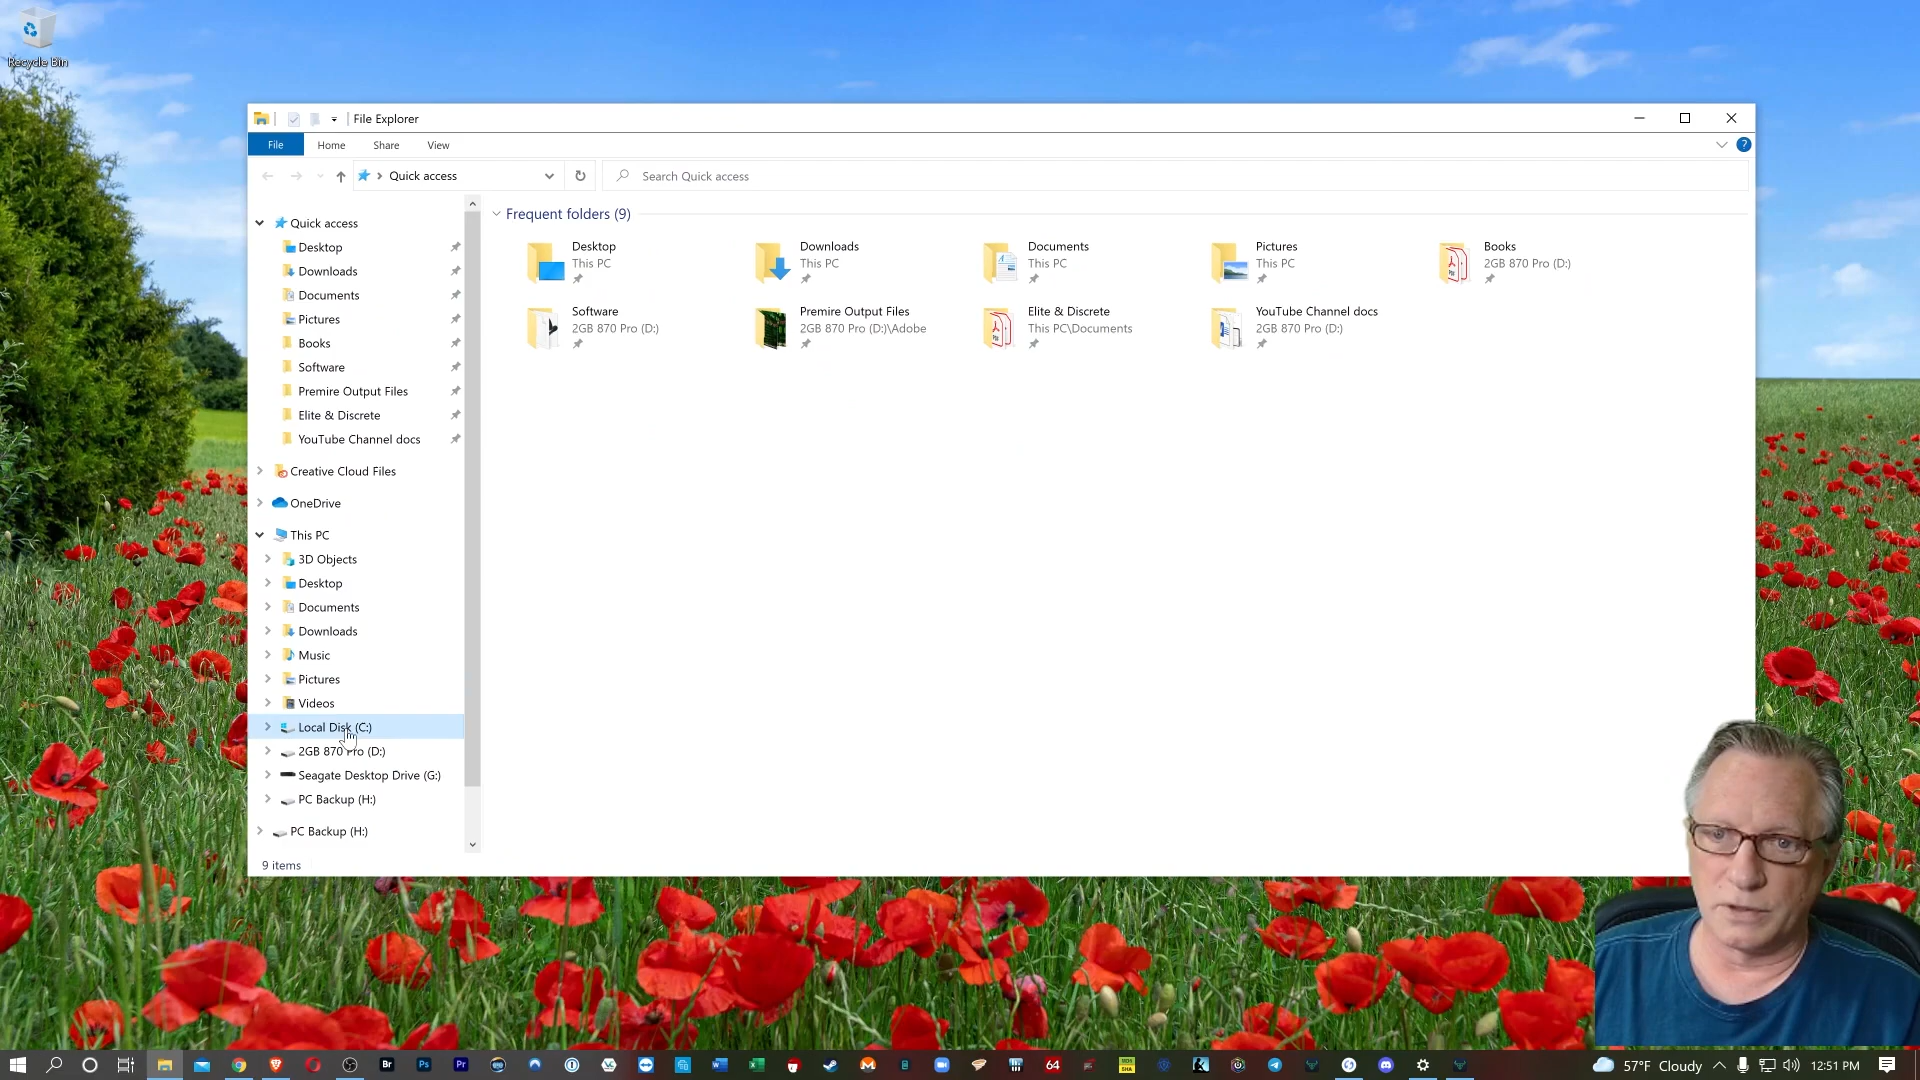 Recycle Bin
File Explorer
File Home Share View
Quick access
Search Quick access
Quick access
Desktop
Downloads
Documents
Pictures
Books
Software
Premire Output Files
Elite & Discrete
YouTube Channel docs
Creative Cloud Files
OneDrive
This PC
3D Objects
Desktop
Documents
Downloads
Music
Pictures
Videos
Local Disk (C:)
2GB 870 Pro (D:)
Seagate Desktop Drive (G:)
PC Backup (H:)
PC Backup (H:)
9 items
Frequent folders (9)
Desktop
This PC
Downloads
This PC
Documents
This PC
Pictures
This PC
Books
2GB 870 Pro (D:)
Software
2GB 870 Pro (D:)
Premire Output Files
2GB 870 Pro (D:)\Adobe
Elite & Discrete
This PC\Documents
YouTube Channel docs
2GB 870 Pro (D:)
Br Ps Pr 64 57°F Cloudy 12:51 PM